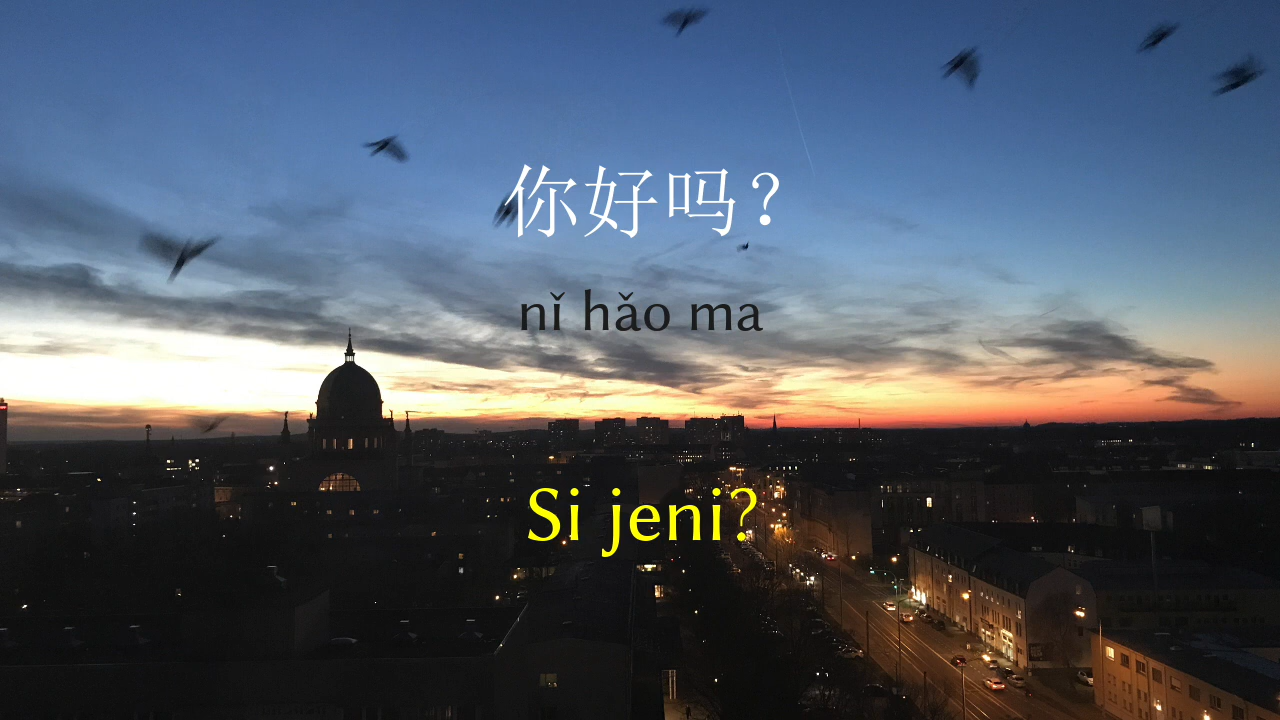 你好吗？
nǐ hǎo ma
Si jeni?